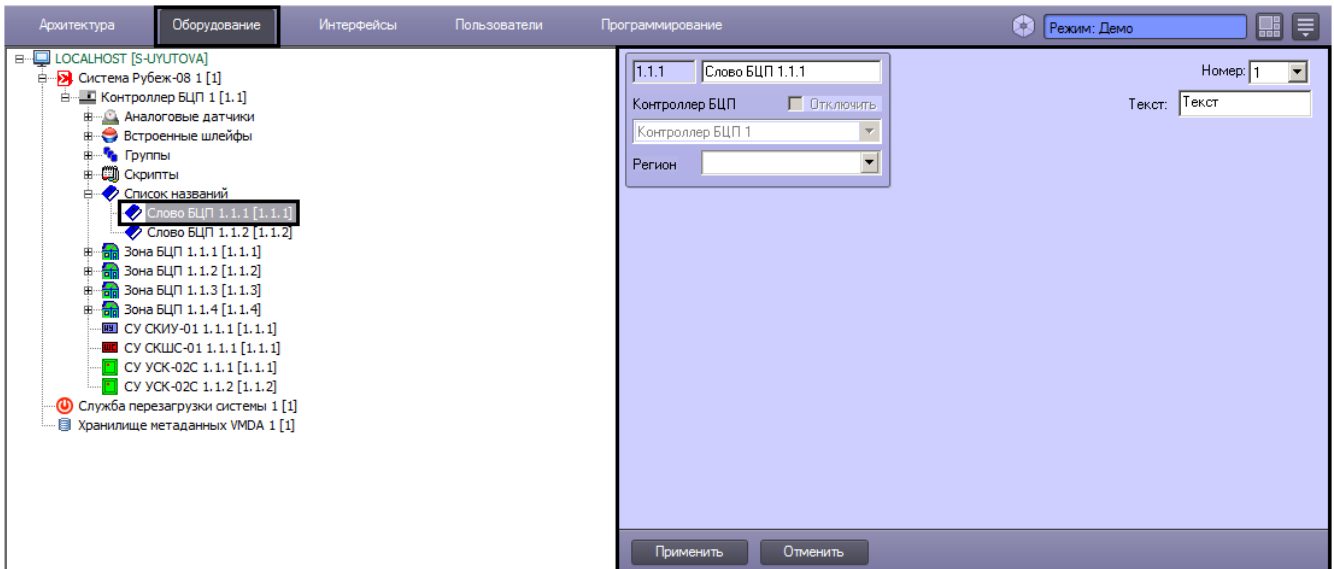 Архитектура Оборудование Интерфейсы Пользователи Программирование Режим: Демо
LOCALHOST [S-UYUTOVA]
Система Рубеж-08 1 [1]
Контроллер БЦП 1 [1.1]
Аналоговые датчики
Встроенные шлейфы
Группы
Скрипты
Список названий
Слово БЦП 1.1.1 [1.1.1]
Слово БЦП 1.1.2 [1.1.2]
Зона БЦП 1.1.1 [1.1.1]
Зона БЦП 1.1.2 [1.1.2]
Зона БЦП 1.1.3 [1.1.3]
Зона БЦП 1.1.4 [1.1.4]
СУ СКИУ-01 1.1.1 [1.1.1]
СУ СКШС-01 1.1.1 [1.1.1]
СУ УСК-02С 1.1.1 [1.1.1]
СУ УСК-02С 1.1.2 [1.1.2]
Служба перезагрузки системы 1 [1]
Хранилище метаданных VMDA 1 [1]
1.1.1 Слово БЦП 1.1.1
Контроллер БЦП Отключить
Контроллер БЦП 1
Регион
Номер: 1
Текст: Текст
Применить Отменить